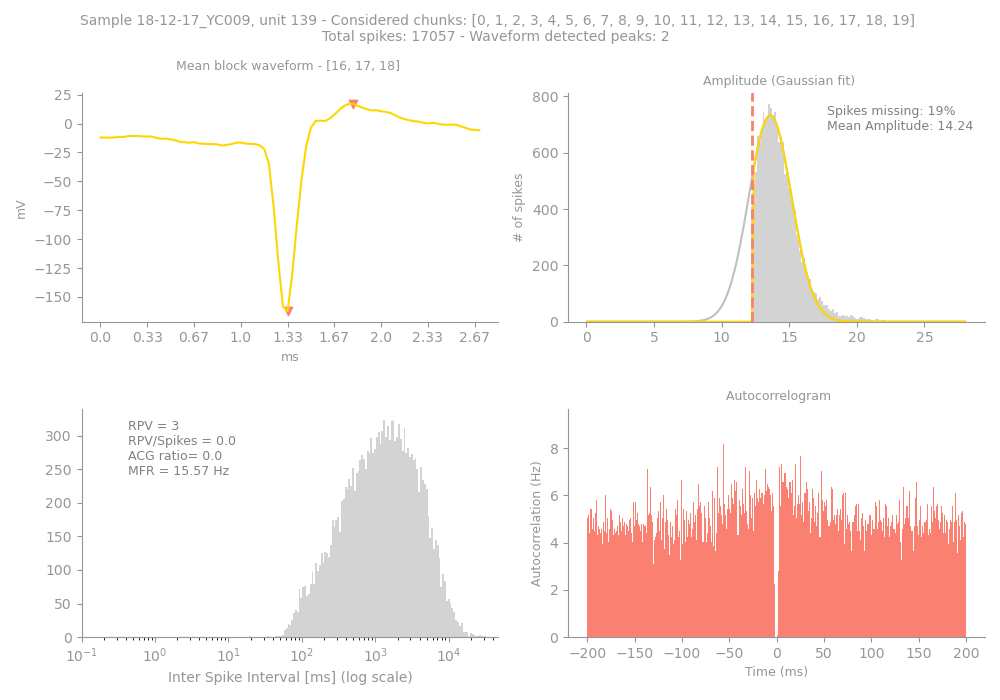 Sample 18-12-17_YC009, unit 139 - Considered chunks: [0, 1, 2, 3, 4, 5, 6, 7, 8, 9, 10, 11, 12, 13, 14, 15, 16, 17, 18, 19]
Total spikes: 17057 - Waveform detected peaks: 2
Mean block waveform - [16, 17, 18]
25
0
−25
−50
−75
−100
−125
−150
mV
0.0 0.33 0.67 1.0 1.33 1.67 2.0 2.33 2.67
ms
Amplitude (Gaussian fit)
Spikes missing: 19%
Mean Amplitude: 14.24
800
600
400
200
0
# of spikes
0 5 10 15 20 25
RPV = 3
RPV/Spikes = 0.0
ACG ratio= 0.0
MFR = 15.57 Hz
300
250
200
150
100
50
0
10⁻¹ 10⁰ 10¹ 10² 10³ 10⁴
Inter Spike Interval [ms] (log scale)
Autocorrelogram
8
6
4
2
0
Autocorrelation (Hz)
−200 −150 −100 −50 0 50 100 150 200
Time (ms)